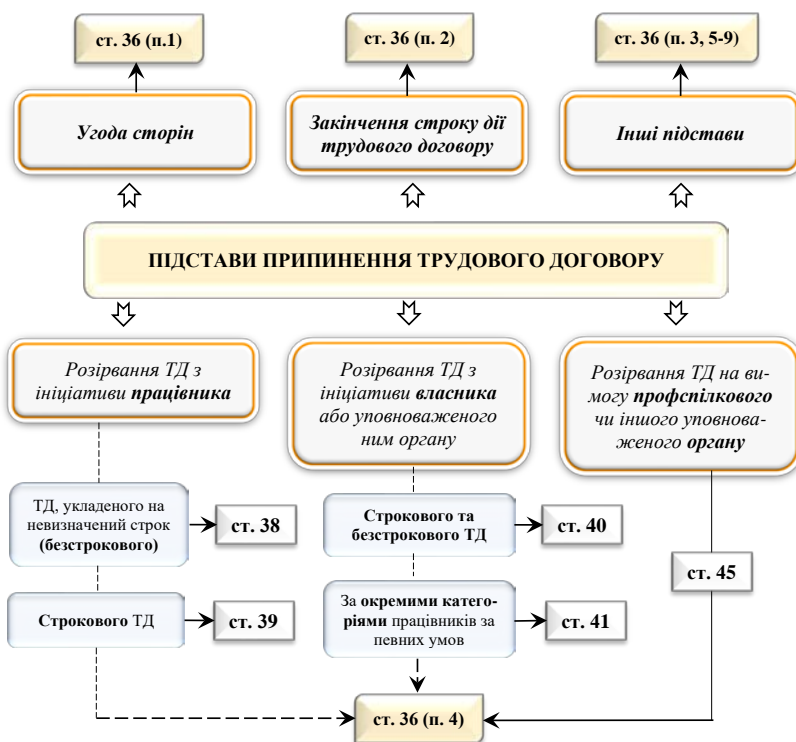 ст. 36 (п.1)
ст. 36 (п. 2)
ст. 36 (п. 3, 5-9)
Угода сторін
Закінчення строку дії
трудового договору
Інші підстави
ПІДСТАВИ ПРИПИНЕННЯ ТРУДОВОГО ДОГОВОРУ
Розірвання ТД з
ініціативи працівника
Розірвання ТД з
ініціативи власника
або уповноваженого
ним органу
Розірвання ТД на ви-
могу профспілкового
чи іншого уповнова-
женого органу
ТД, укладеного на
невизначений строк
(безстрокового)
ст. 38
Строкового та
безстрокового ТД
ст. 40
ст. 45
Строкового ТД
ст. 39
За окремими катего-
ріями працівників за
певних умов
ст. 41
ст. 36 (п. 4)